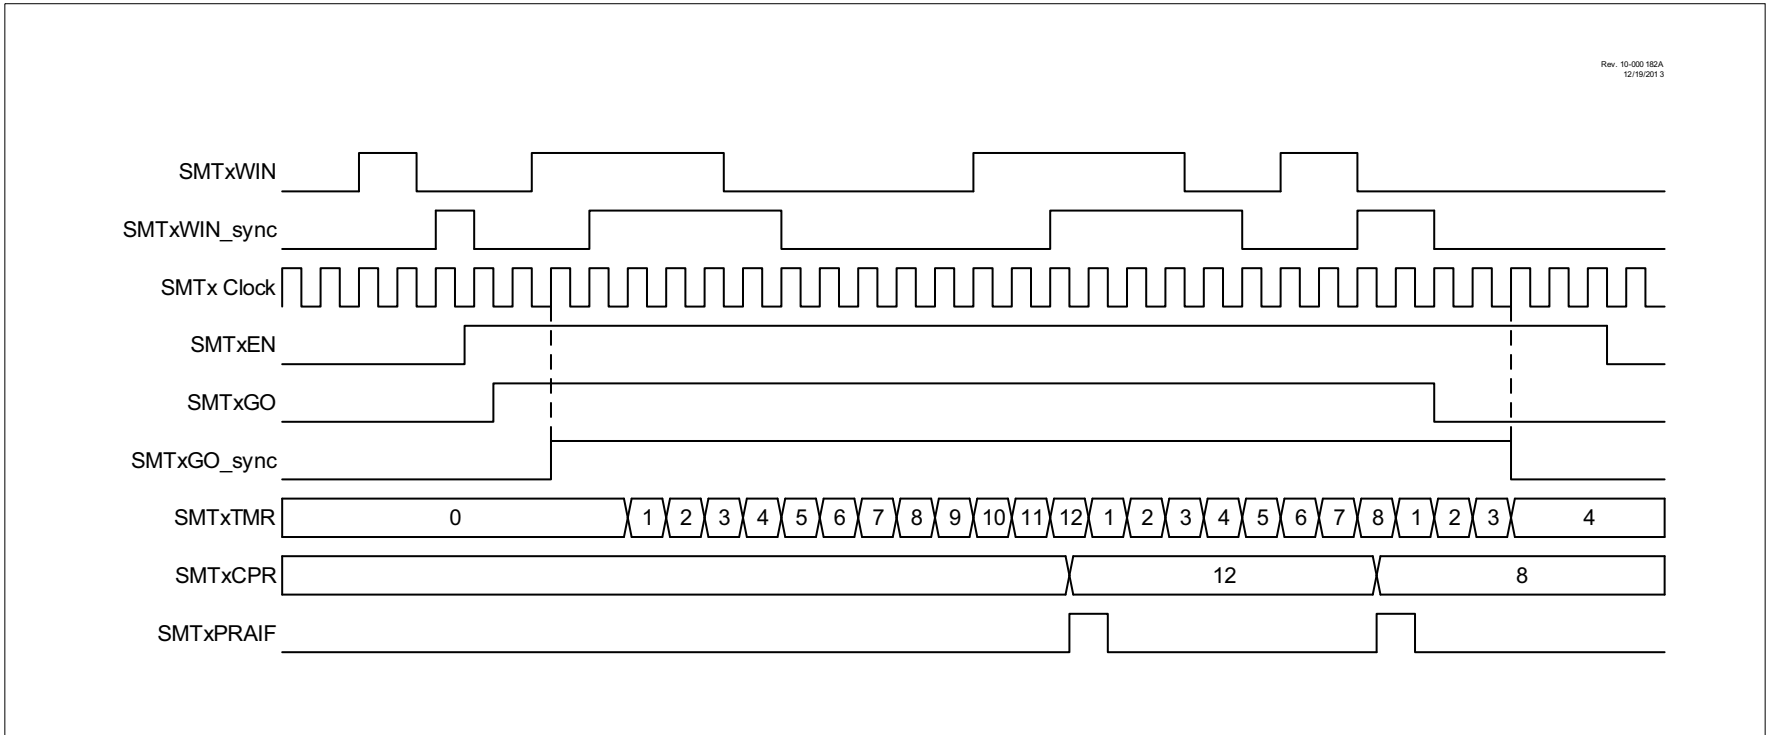 Rev. 10-000 182A
12/19/201 3
SMTxWIN
SMTxWIN_sync
SMTx Clock
SMTxEN
SMTxGO
SMTxGO_sync
SMTxTMR 0 1 2 3 4 5 6 7 8 9 10 11 12 1 2 3 4 5 6 7 8 1 2 3 4
SMTxCPR 12 8
SMTxPRAIF